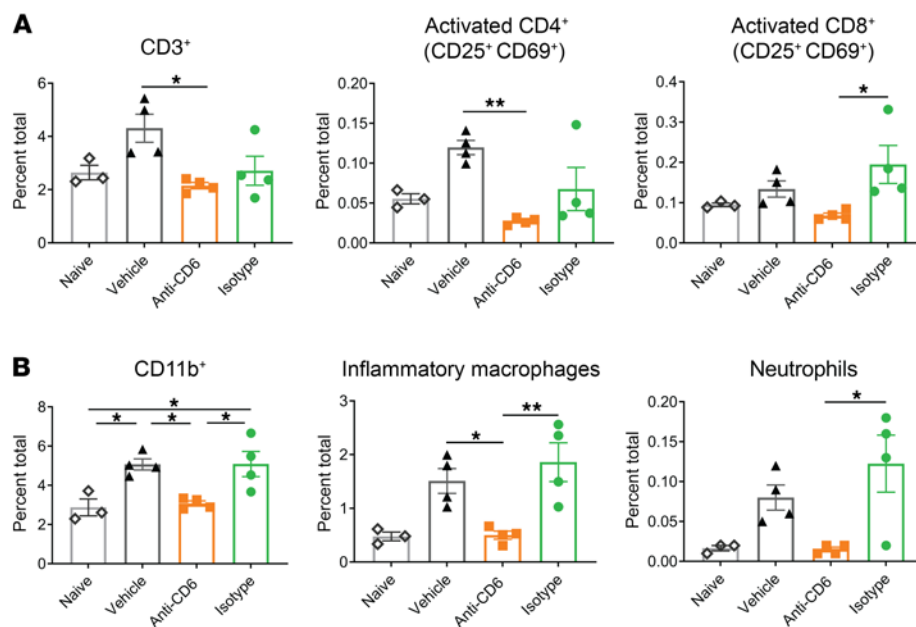 A
CD3+
Activated CD4+
(CD25+ CD69+)
Activated CD8+
(CD25+ CD69+)
Percent total
6
4
2
0
*
Naive
Vehicle
Anti-CD6
Isotype
Percent total
0.20
0.15
0.10
0.05
0.00
**
Naive
Vehicle
Anti-CD6
Isotype
Percent total
0.4
0.3
0.2
0.1
0.0
*
Naive
Vehicle
Anti-CD6
Isotype
B
CD11b+
Inflammatory macrophages
Neutrophils
Percent total
8
6
4
2
0
*
* * *
Naive
Vehicle
Anti-CD6
Isotype
Percent total
3
2
1
0
* **
Naive
Vehicle
Anti-CD6
Isotype
Percent total
0.20
0.15
0.10
0.05
0.00
*
Naive
Vehicle
Anti-CD6
Isotype